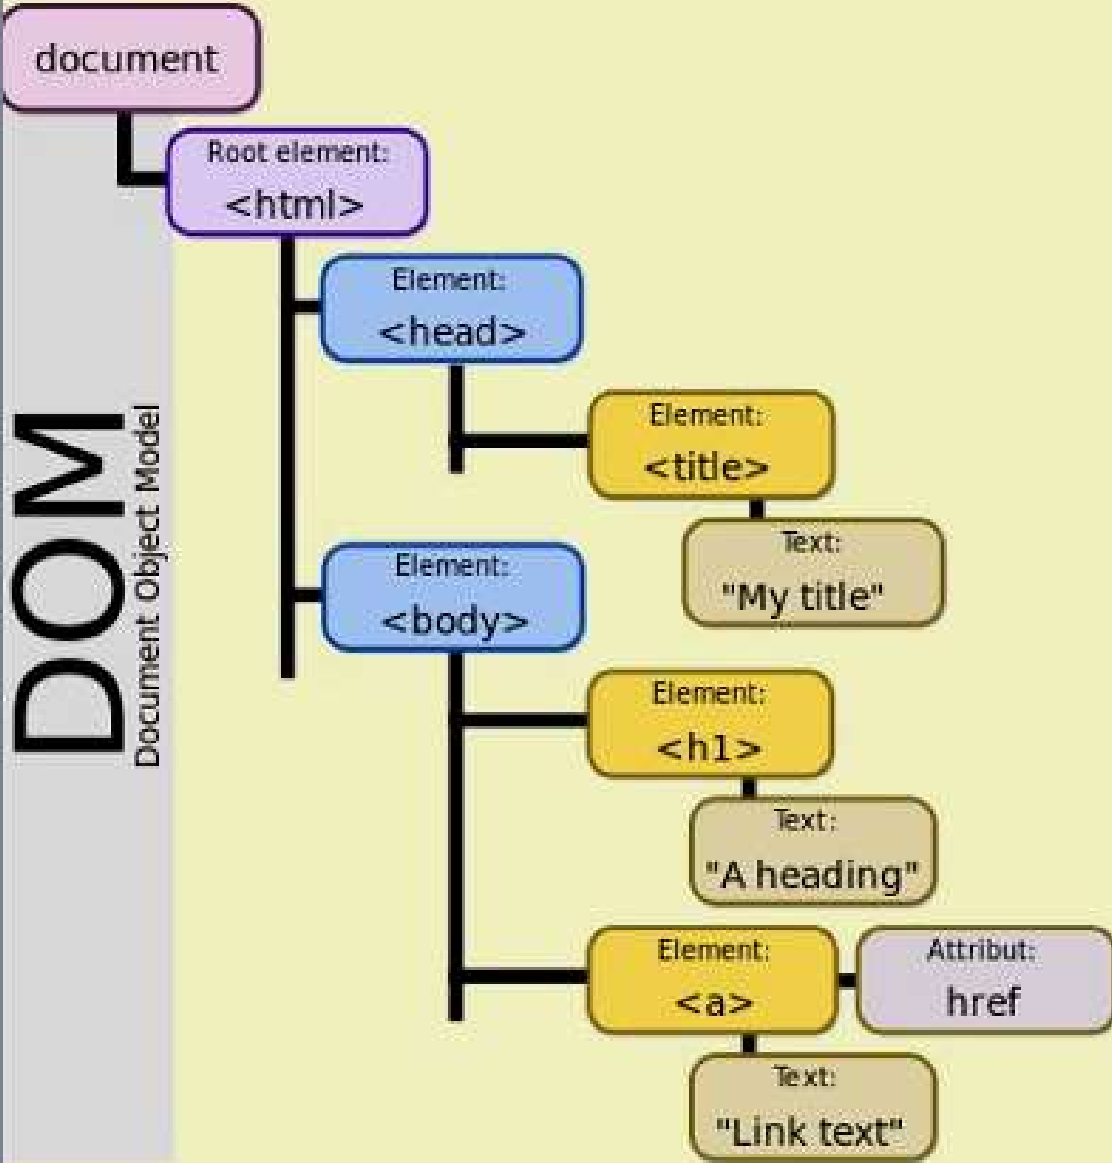 document
Root element:
<html>
Element:
<head>
Element:
<title>
Text:
"My title"
Element:
<body>
Element:
<h1>
Text:
"A heading"
Element:
<a>
Attribut:
href
Text:
"Link text"
DOM
Document Object Model